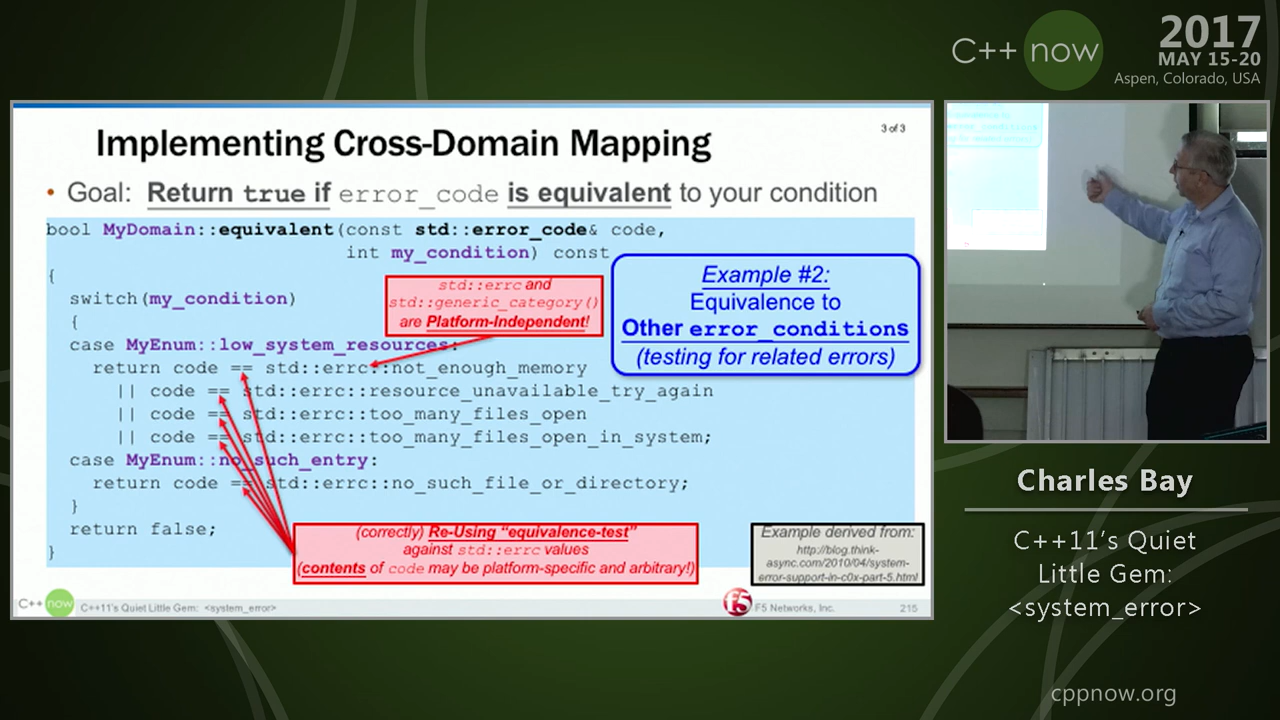 C++ now
2017
MAY 15-20
Aspen, Colorado, USA
Implementing Cross-Domain Mapping
3 of 3
• Goal: Return true if error_code is equivalent to your condition
bool MyDomain::equivalent(const std::error_code& code,
int my_condition) const
{
switch(my_condition)
{
case MyEnum::low_system_resources:
return code == std::errc::not_enough_memory
|| code == std::errc::resource_unavailable_try_again
|| code == std::errc::too_many_files_open
|| code == std::errc::too_many_files_open_in_system;
case MyEnum::no_such_entry:
return code == std::errc::no_such_file_or_directory;
}
return false;
}
std::errc and
std::generic_category()
are Platform-Independent!
Example #2:
Equivalence to
Other error_conditions
(testing for related errors)
(correctly) Re-Using “equivalence-test”
against std::errc values
(contents of code may be platform-specific and arbitrary!)
Example derived from:
http://blog.think-
async.com/2010/04/system-
error-support-in-c0x-part-5.html
C++ now
C++11's Quiet Little Gem: <system_error>
F5 Networks, Inc.
215
Charles Bay
C++11's Quiet
Little Gem:
<system_error>
cppnow.org